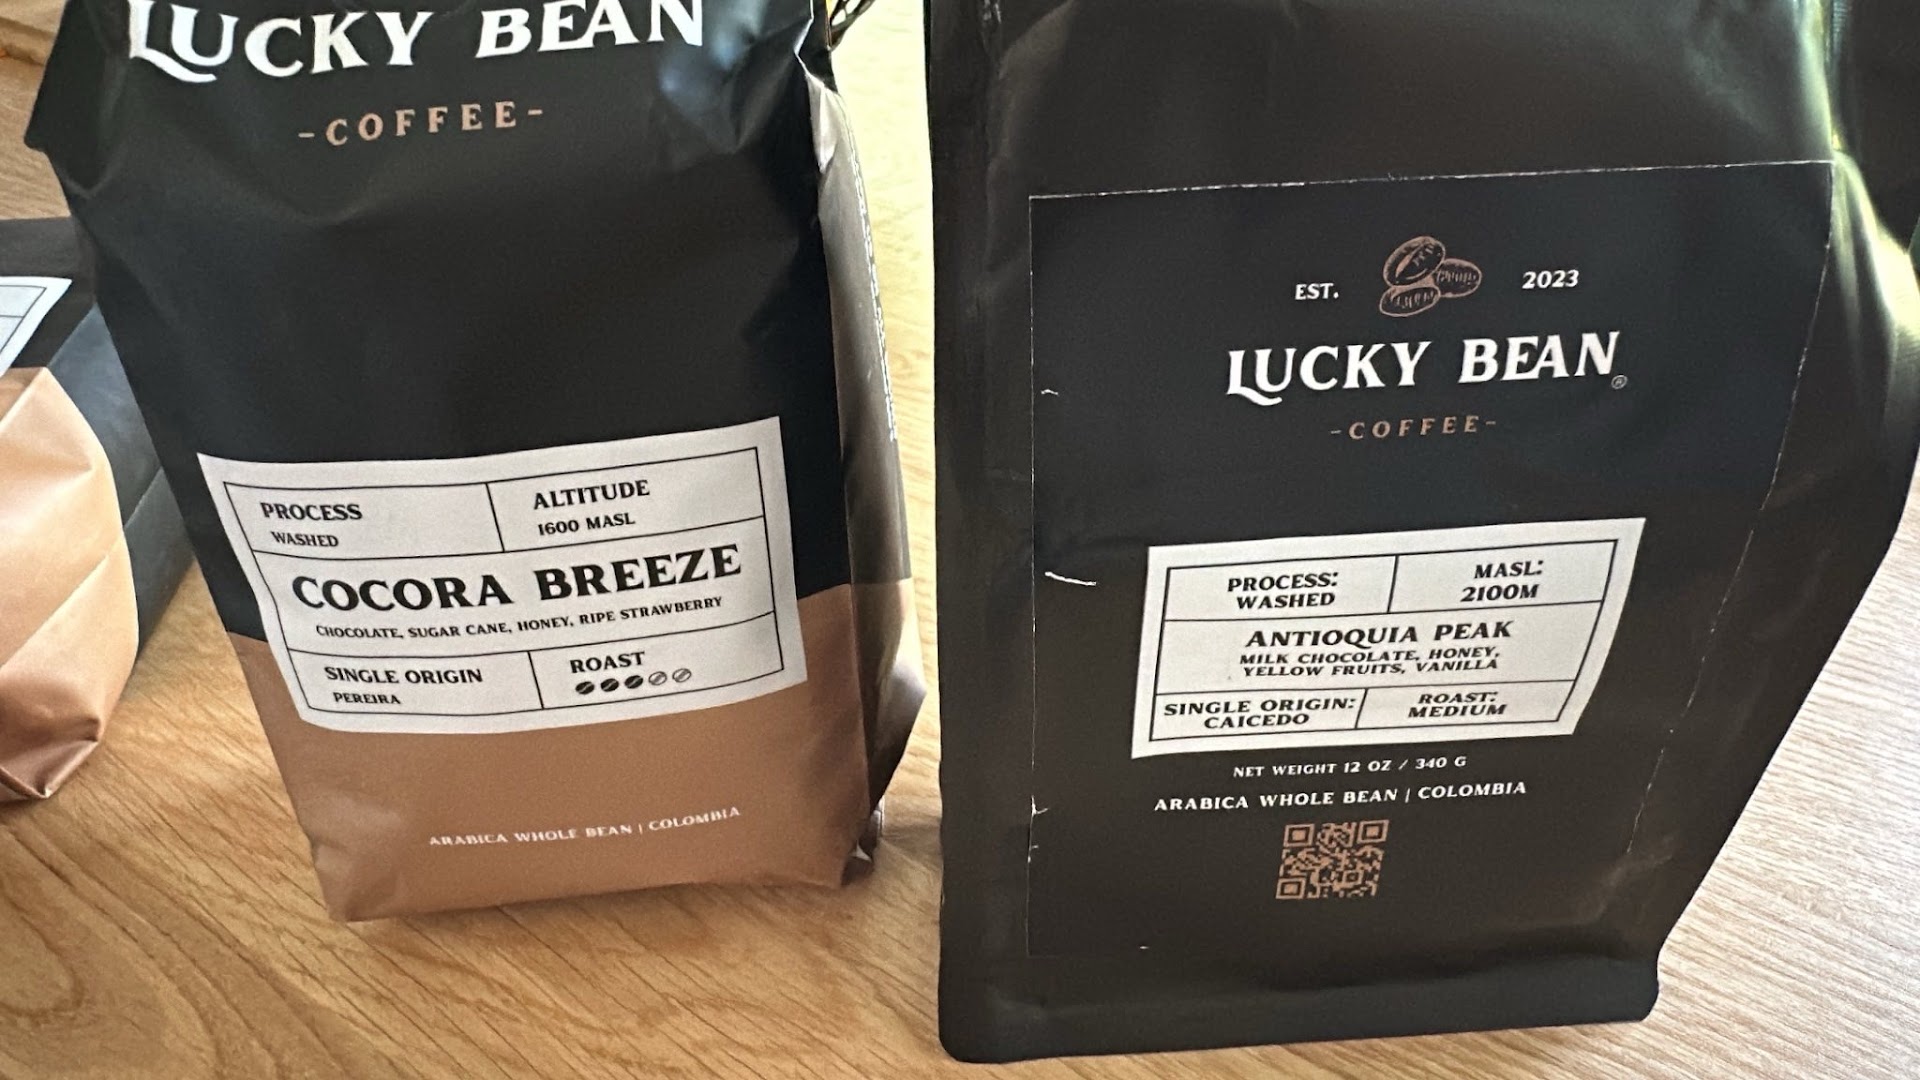 LUCKY BEAN
-COFFEE-
PROCESS
WASHED
ALTITUDE
1600 MASL
COCORA BREEZE
CHOCOLATE, SUGAR CANE, HONEY, RIPE STRAWBERRY
SINGLE ORIGIN
PEREIRA
ROAST
ARABICA WHOLE BEAN | COLOMBIA
EST. 2023
LUCKY BEAN®
-COFFEE-
PROCESS:
WASHED
MASL:
2100M
ANTIOQUIA PEAK
MILK CHOCOLATE, HONEY,
YELLOW FRUITS, VANILLA
SINGLE ORIGIN:
CAICEDO
ROAST:
MEDIUM
NET WEIGHT 12 OZ / 340 G
ARABICA WHOLE BEAN | COLOMBIA